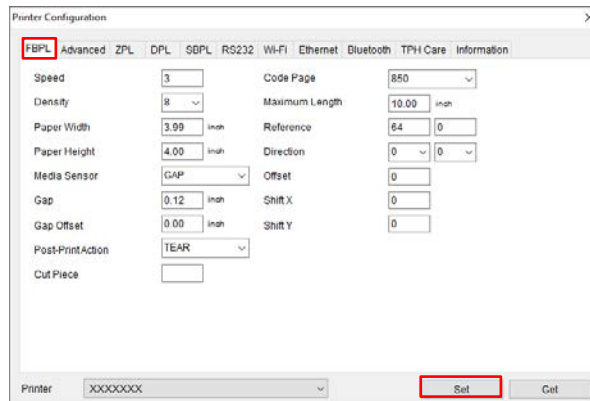 Printer Configuration
FBPL Advanced ZPL DPL SBPL RS232 Wi-Fi Ethernet Bluetooth TPH Care Information
Speed 3 Code Page 850
Density 8 Maximum Length 10.00 inch
Paper Width 3.99 inch Reference 64 0
Paper Height 4.00 inch Direction 0 0
Media Sensor GAP Offset 0
Gap 0.12 inch Shift X 0
Gap Offset 0.00 inch Shift Y 0
Post-Print Action TEAR
Cut Piece
Printer XXXXXXX Set Get